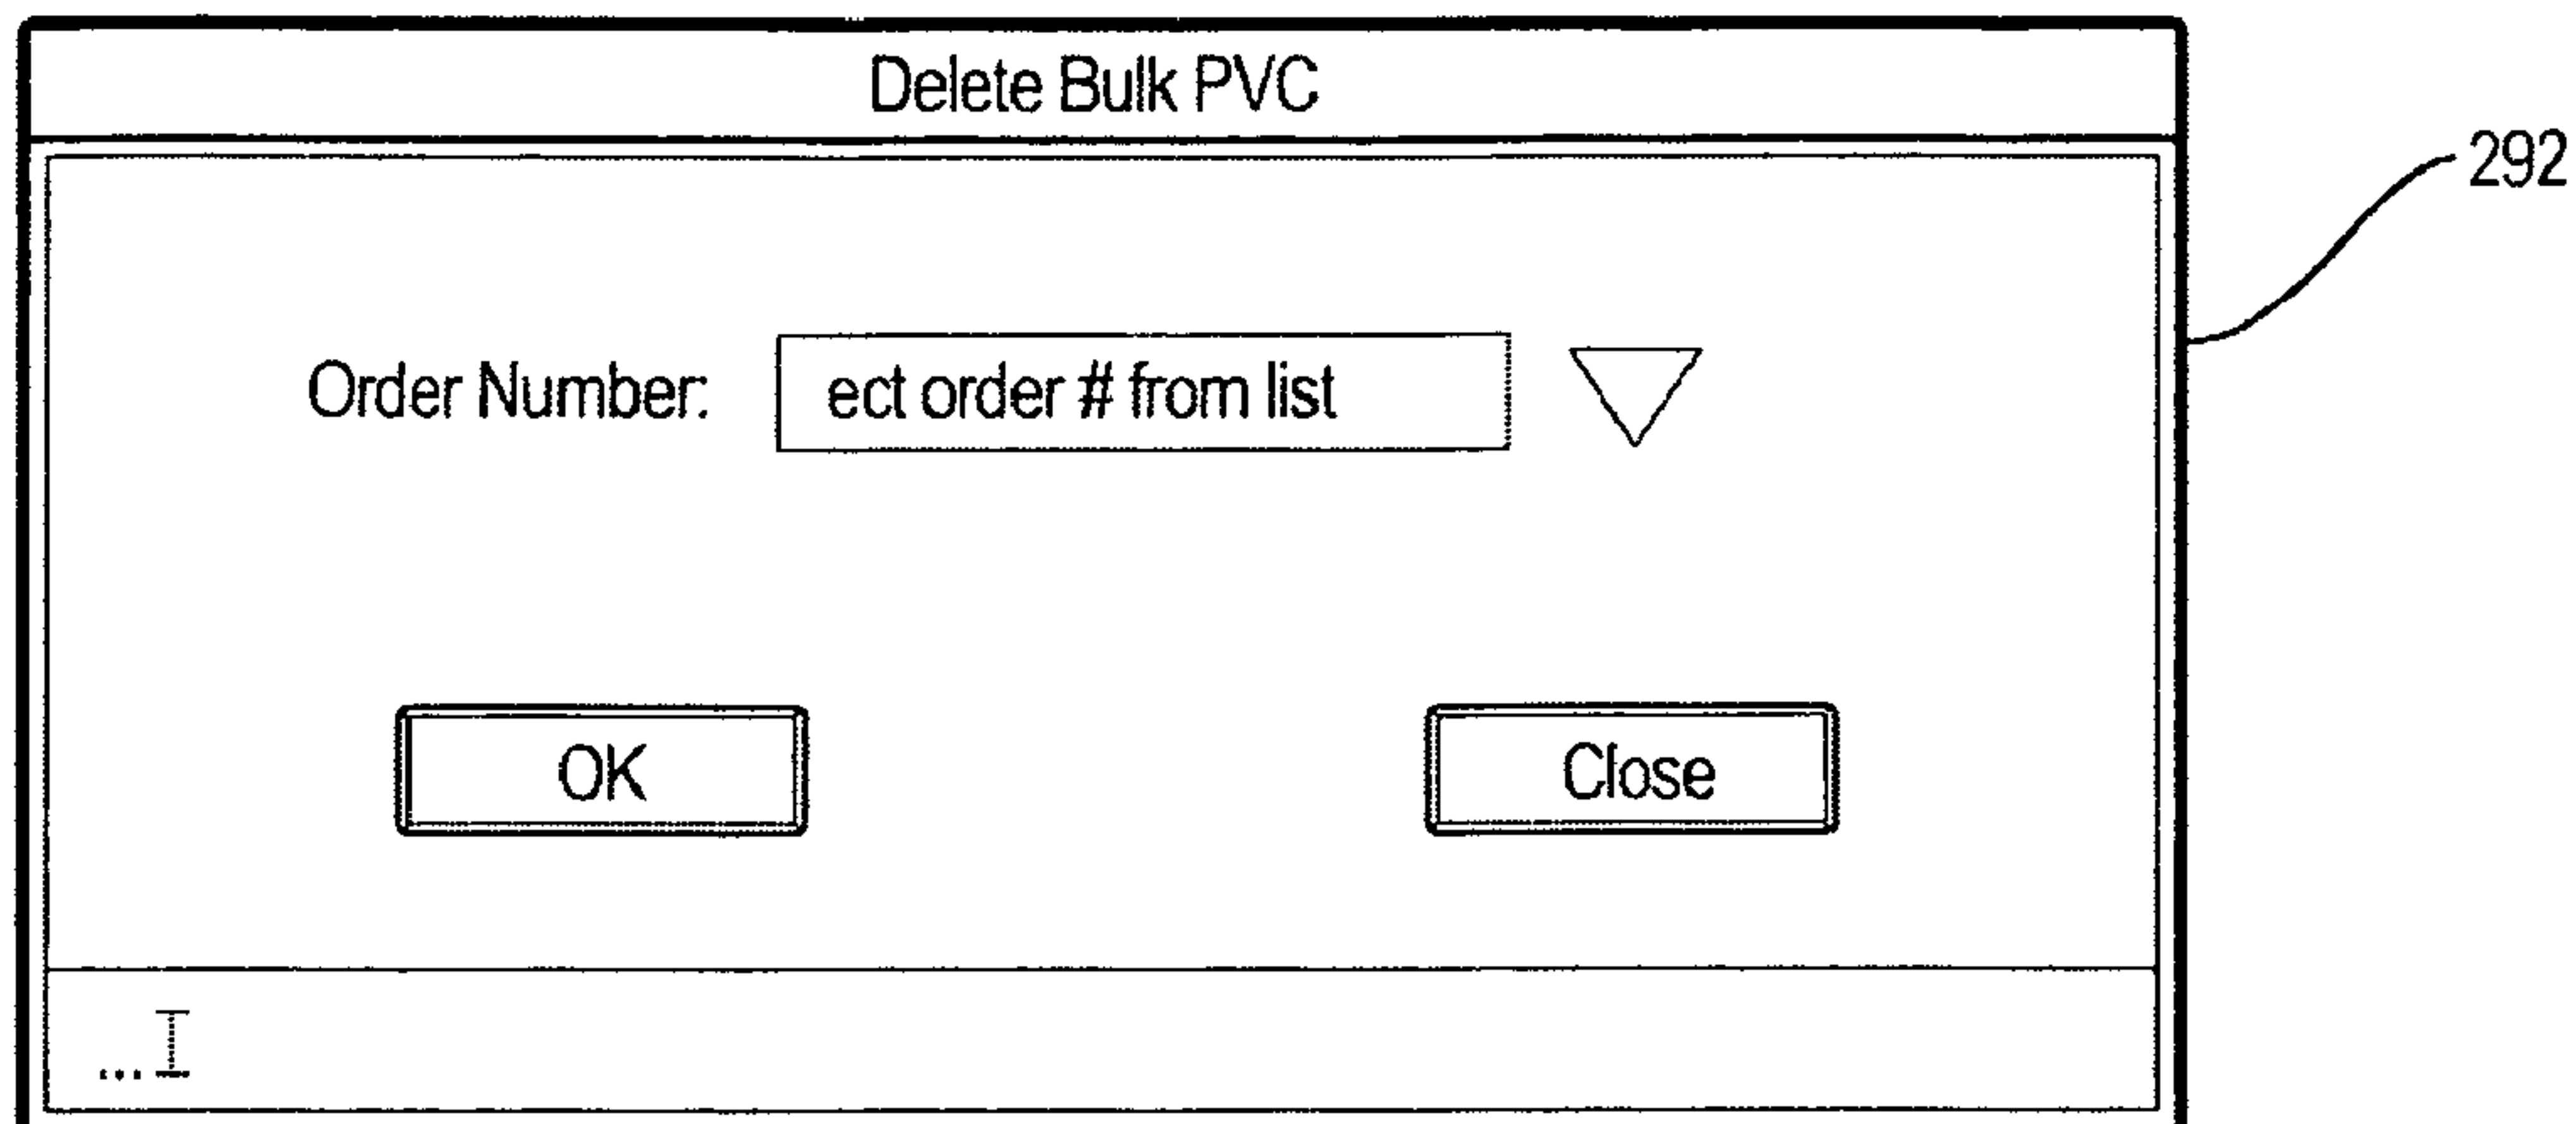 Delete Bulk PVC
292
Order Number: ect order # from list
OK Close
...